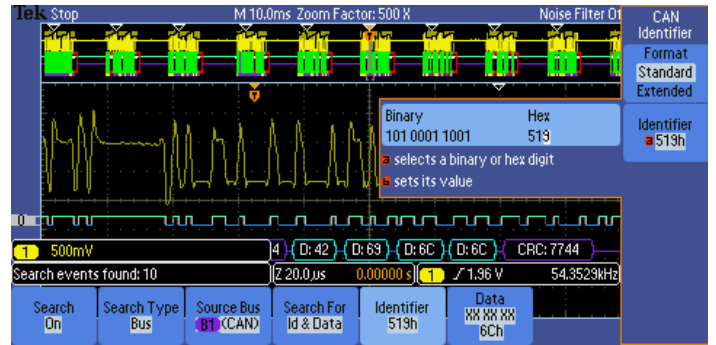 Tek Stop M 10.0ms Zoom Factor: 500 X Noise Filter Of
CAN
Identifier
Format
Standard
Extended
Identifier
a 519h
T
T
Binary Hex
101 0001 1001 519
a selects a binary or hex digit
b sets its value
1 500mV
4 D: 42 D: 69 D: 6C D: 6C CRC: 7744
Search events found: 10
Z 20.0µs 0.00000 s 1 1.96 V 54.3529kHz
Search
On
Search Type
Bus
Source Bus
B1 (CAN)
Search For
Id & Data
Identifier
519h
Data
XX XX XX
6Ch